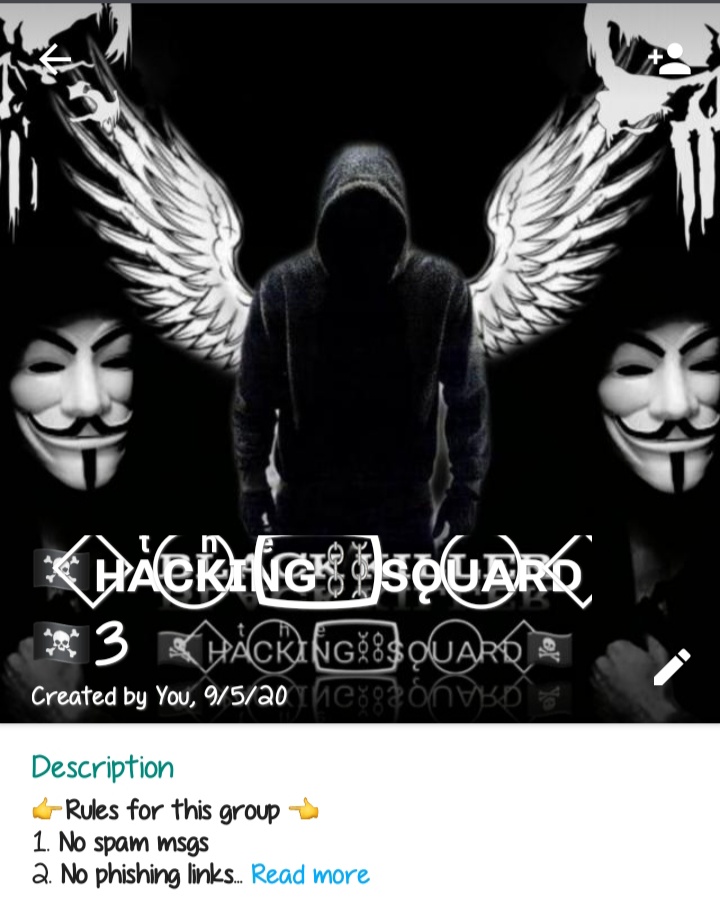 ☠HACKING☠SQUARD
☠3
HACKING SQUARD
Created by You, 9/5/20
Description
👉Rules for this group 👈
1. No spam msgs
2. No phishing links... Read more